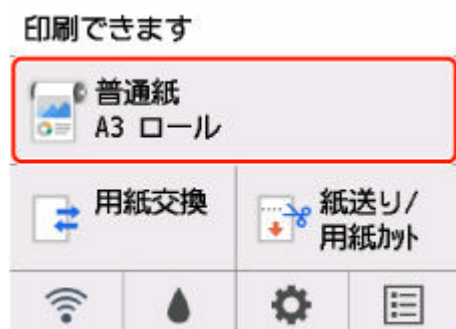 印刷できます
普通紙
A3 ロール
用紙交換
紙送り/
用紙カット